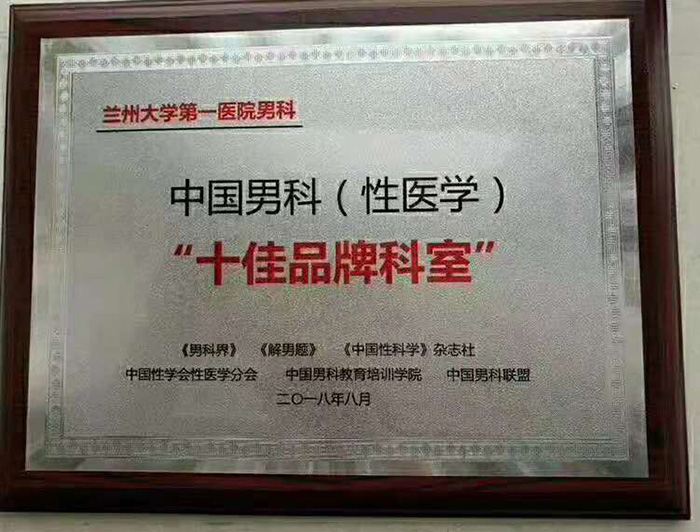 兰州大学第一医院男科
中国男科（性医学）
“十佳品牌科室”
《男科界》 《解男题》 《中国性科学》杂志社
中国性学会性医学分会 中国男科教育培训学院 中国男科联盟
二〇一八年八月